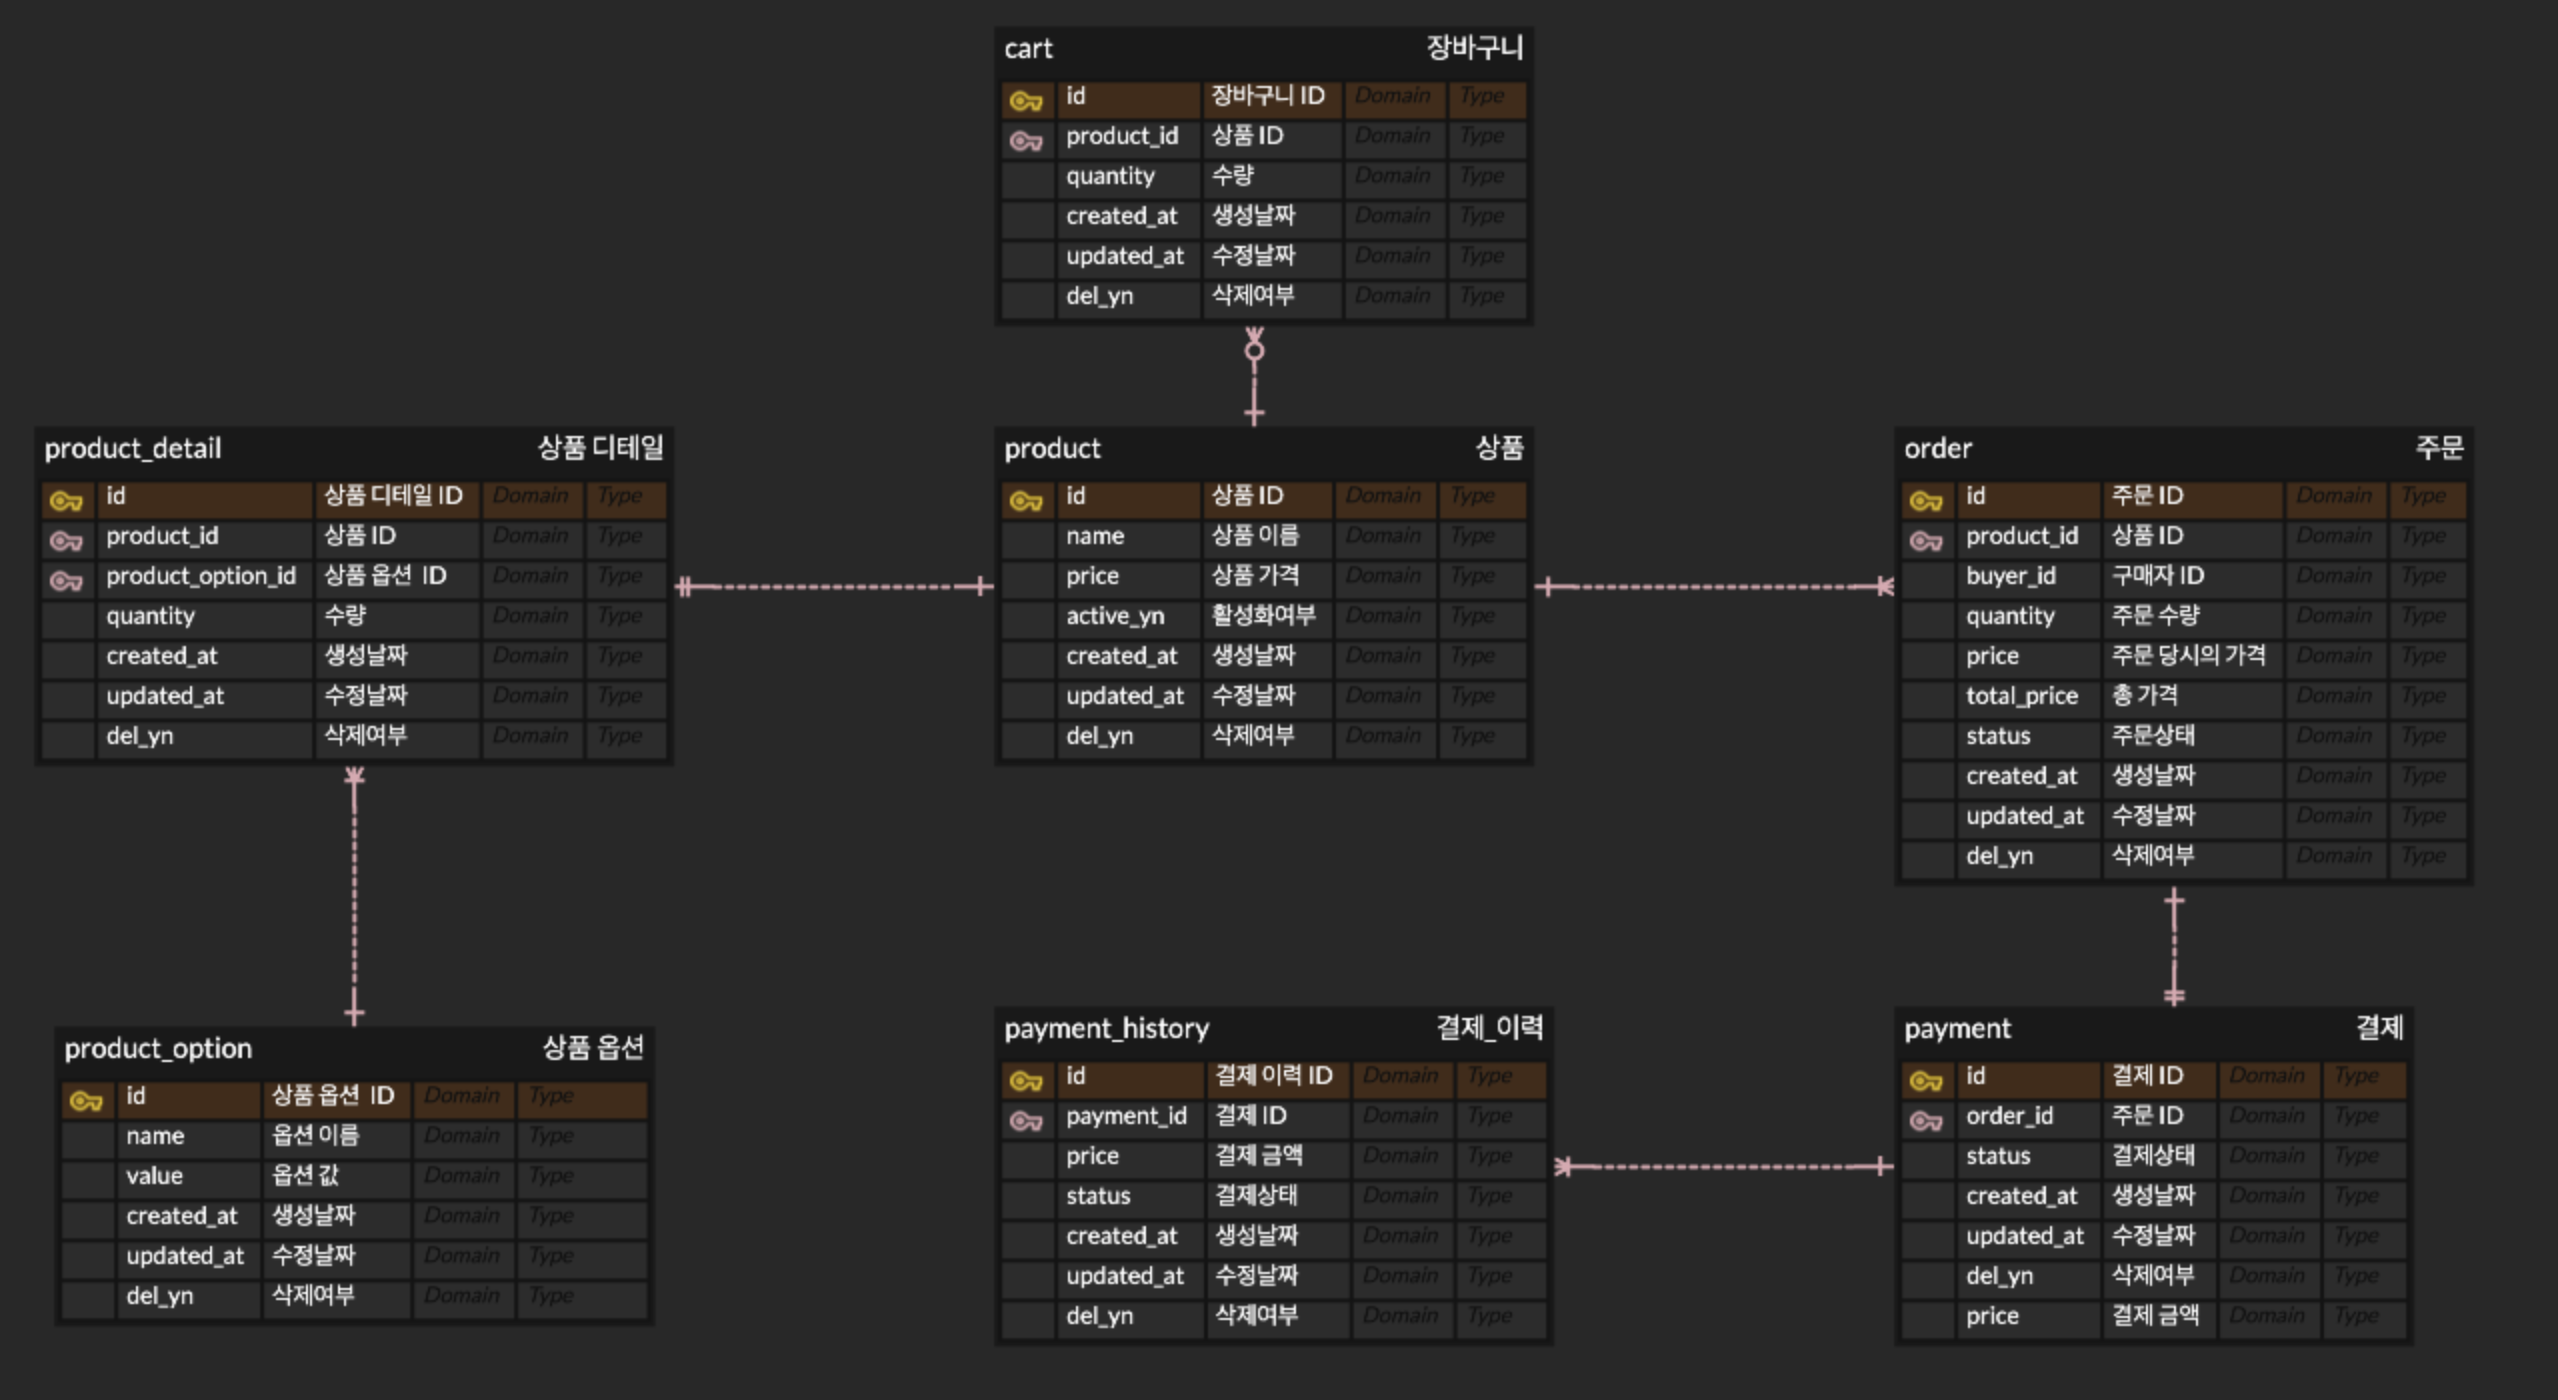 cart 장바구니
id 장바구니 ID Domain Type
product_id 상품 ID Domain Type
quantity 수량 Domain Type
created_at 생성날짜 Domain Type
updated_at 수정날짜 Domain Type
del_yn 삭제여부 Domain Type
product_detail 상품 디테일
id 상품 디테일 ID Domain Type
product_id 상품 ID Domain Type
product_option_id 상품 옵션 ID Domain Type
quantity 수량 Domain Type
created_at 생성날짜 Domain Type
updated_at 수정날짜 Domain Type
del_yn 삭제여부 Domain Type
product 상품
id 상품 ID Domain Type
name 상품 이름 Domain Type
price 상품 가격 Domain Type
active_yn 활성화여부 Domain Type
created_at 생성날짜 Domain Type
updated_at 수정날짜 Domain Type
del_yn 삭제여부 Domain Type
order 주문
id 주문 ID Domain Type
product_id 상품 ID Domain Type
buyer_id 구매자 ID Domain Type
quantity 주문 수량 Domain Type
price 주문 당시의 가격 Domain Type
total_price 총 가격 Domain Type
status 주문상태 Domain Type
created_at 생성날짜 Domain Type
updated_at 수정날짜 Domain Type
del_yn 삭제여부 Domain Type
product_option 상품 옵션
id 상품 옵션 ID Domain Type
name 옵션 이름 Domain Type
value 옵션 값 Domain Type
created_at 생성날짜 Domain Type
updated_at 수정날짜 Domain Type
del_yn 삭제여부 Domain Type
payment_history 결제_이력
id 결제 이력 ID Domain Type
payment_id 결제 ID Domain Type
price 결제 금액 Domain Type
status 결제상태 Domain Type
created_at 생성날짜 Domain Type
updated_at 수정날짜 Domain Type
del_yn 삭제여부 Domain Type
payment 결제
id 결제 ID Domain Type
order_id 주문 ID Domain Type
status 결제상태 Domain Type
created_at 생성날짜 Domain Type
updated_at 수정날짜 Domain Type
del_yn 삭제여부 Domain Type
price 결제 금액 Domain Type